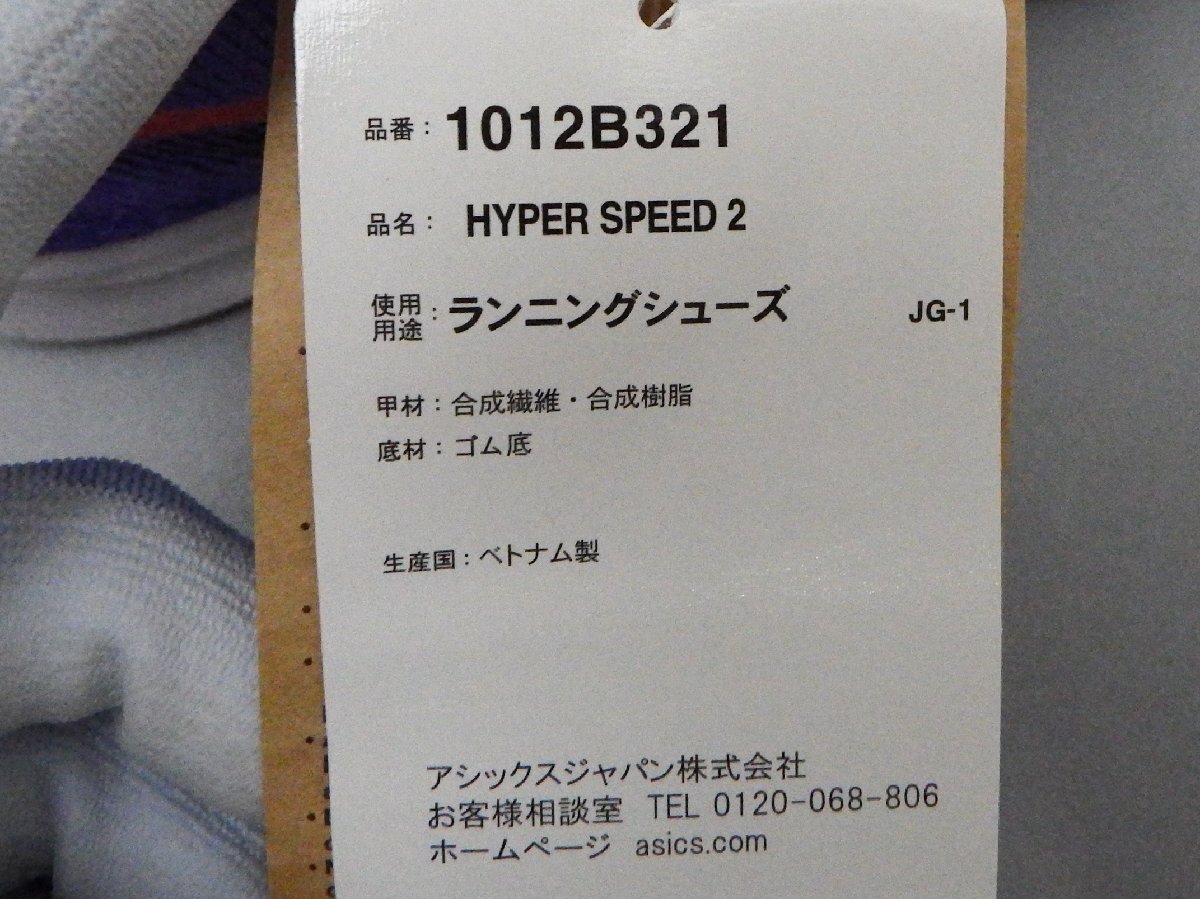 品番: 1012B321
品名: HYPER SPEED 2
使用用途: ランニングシューズ JG-1
甲材: 合成繊維・合成樹脂
底材: ゴム底
生産国: ベトナム製
アシックスジャパン株式会社
お客様相談室 TEL 0120-068-806
ホームページ asics.com